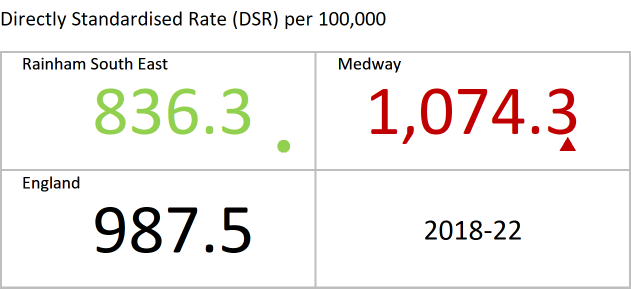 Directly Standardised Rate (DSR) per 100,000
Rainham South East
836.3
Medway
1,074.3
England
987.5
2018-22